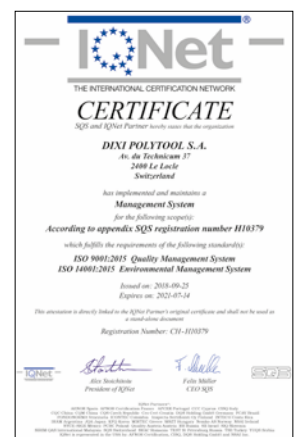 IQNet
®
THE INTERNATIONAL CERTIFICATION NETWORK
CERTIFICATE
SQS and IQNet Partner hereby states that the organisation
DIXI POLYTOOL S.A.
Av. du Technicum 37
2400 Le Locle
Switzerland
has implemented and maintains a
Management System
for the following scope(s):
According to appendix SQS registration number H10379
which fulfills the requirements of the following standard(s):
ISO 9001:2015 Quality Management System
ISO 14001:2015 Environmental Management System
Issued on: 2018-09-25
Expires on: 2021-07-14
This attestation is directly linked to the IQNet Partner's original certificate and shall not be used as
a stand-alone document
Registration Number: CH-H10379
IQNet
SQS
Alex Stoichitoiu
President of IQNet
Felix Müller
CEO SQS
IQNet Partners*: